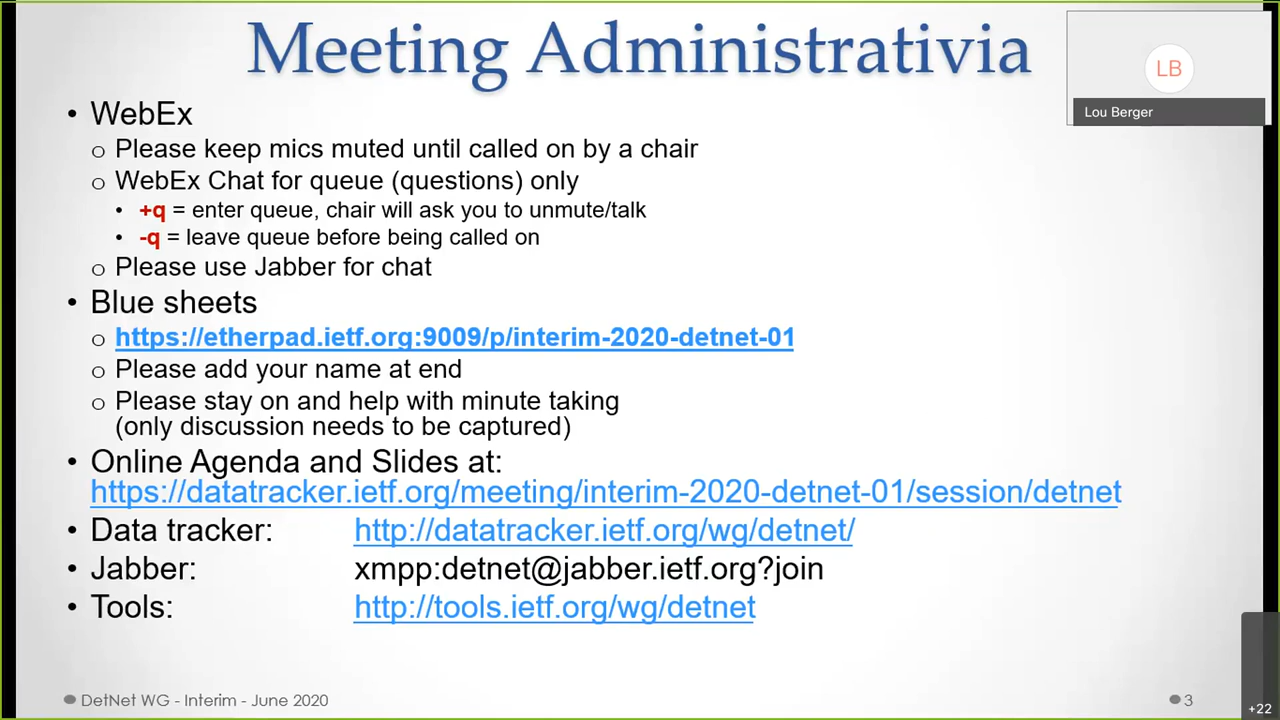 Meeting Administrativia
LB
Lou Berger
• WebEx
o Please keep mics muted until called on by a chair
o WebEx Chat for queue (questions) only
• +q = enter queue, chair will ask you to unmute/talk
• -q = leave queue before being called on
o Please use Jabber for chat
• Blue sheets
o https://etherpad.ietf.org:9009/p/interim-2020-detnet-01
o Please add your name at end
o Please stay on and help with minute taking
(only discussion needs to be captured)
• Online Agenda and Slides at:
https://datatracker.ietf.org/meeting/interim-2020-detnet-01/session/detnet
• Data tracker: http://datatracker.ietf.org/wg/detnet/
• Jabber: xmpp:detnet@jabber.ietf.org?join
• Tools: http://tools.ietf.org/wg/detnet
DetNet WG - Interim - June 2020
3
+22